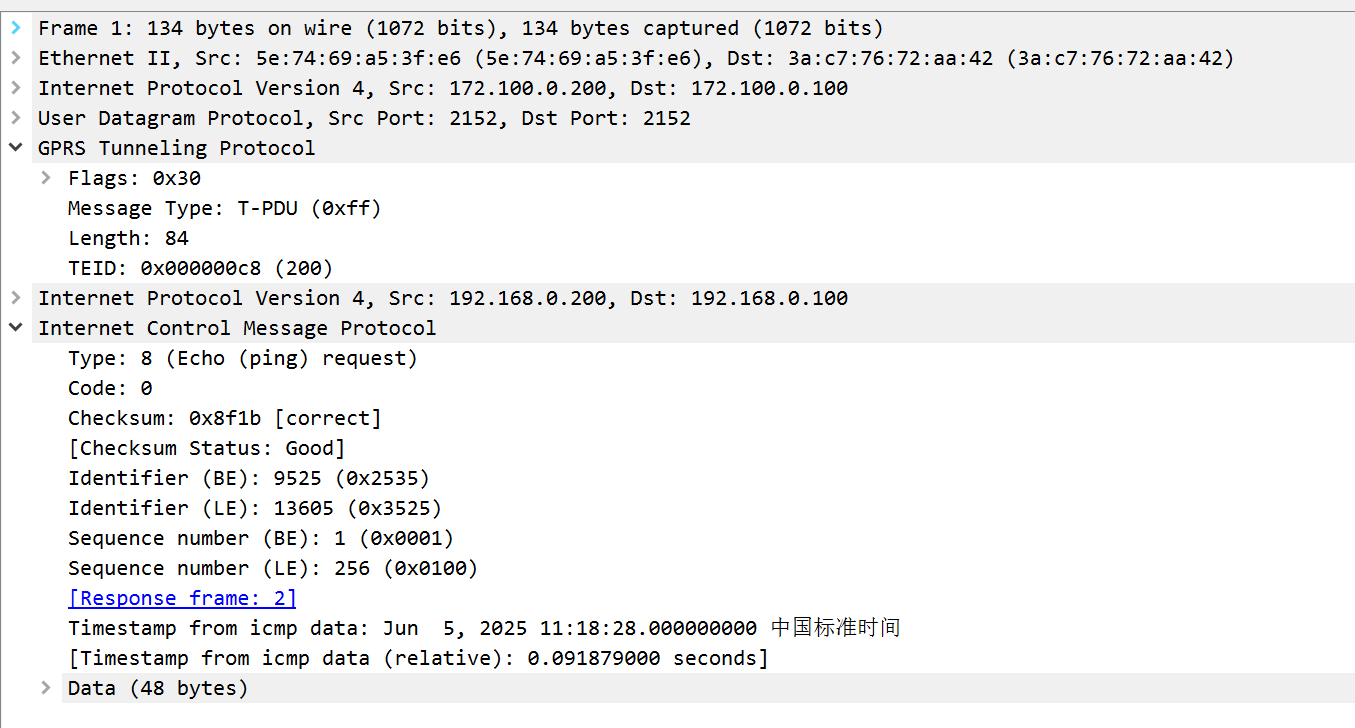 Frame 1: 134 bytes on wire (1072 bits), 134 bytes captured (1072 bits)
Ethernet II, Src: 5e:74:69:a5:3f:e6 (5e:74:69:a5:3f:e6), Dst: 3a:c7:76:72:aa:42 (3a:c7:76:72:aa:42)
Internet Protocol Version 4, Src: 172.100.0.200, Dst: 172.100.0.100
User Datagram Protocol, Src Port: 2152, Dst Port: 2152
GPRS Tunneling Protocol
Flags: 0x30
Message Type: T-PDU (0xff)
Length: 84
TEID: 0x000000c8 (200)
Internet Protocol Version 4, Src: 192.168.0.200, Dst: 192.168.0.100
Internet Control Message Protocol
Type: 8 (Echo (ping) request)
Code: 0
Checksum: 0x8f1b [correct]
[Checksum Status: Good]
Identifier (BE): 9525 (0x2535)
Identifier (LE): 13605 (0x3525)
Sequence number (BE): 1 (0x0001)
Sequence number (LE): 256 (0x0100)
[Response frame: 2]
Timestamp from icmp data: Jun  5, 2025 11:18:28.000000000 中国标准时间
[Timestamp from icmp data (relative): 0.091879000 seconds]
Data (48 bytes)